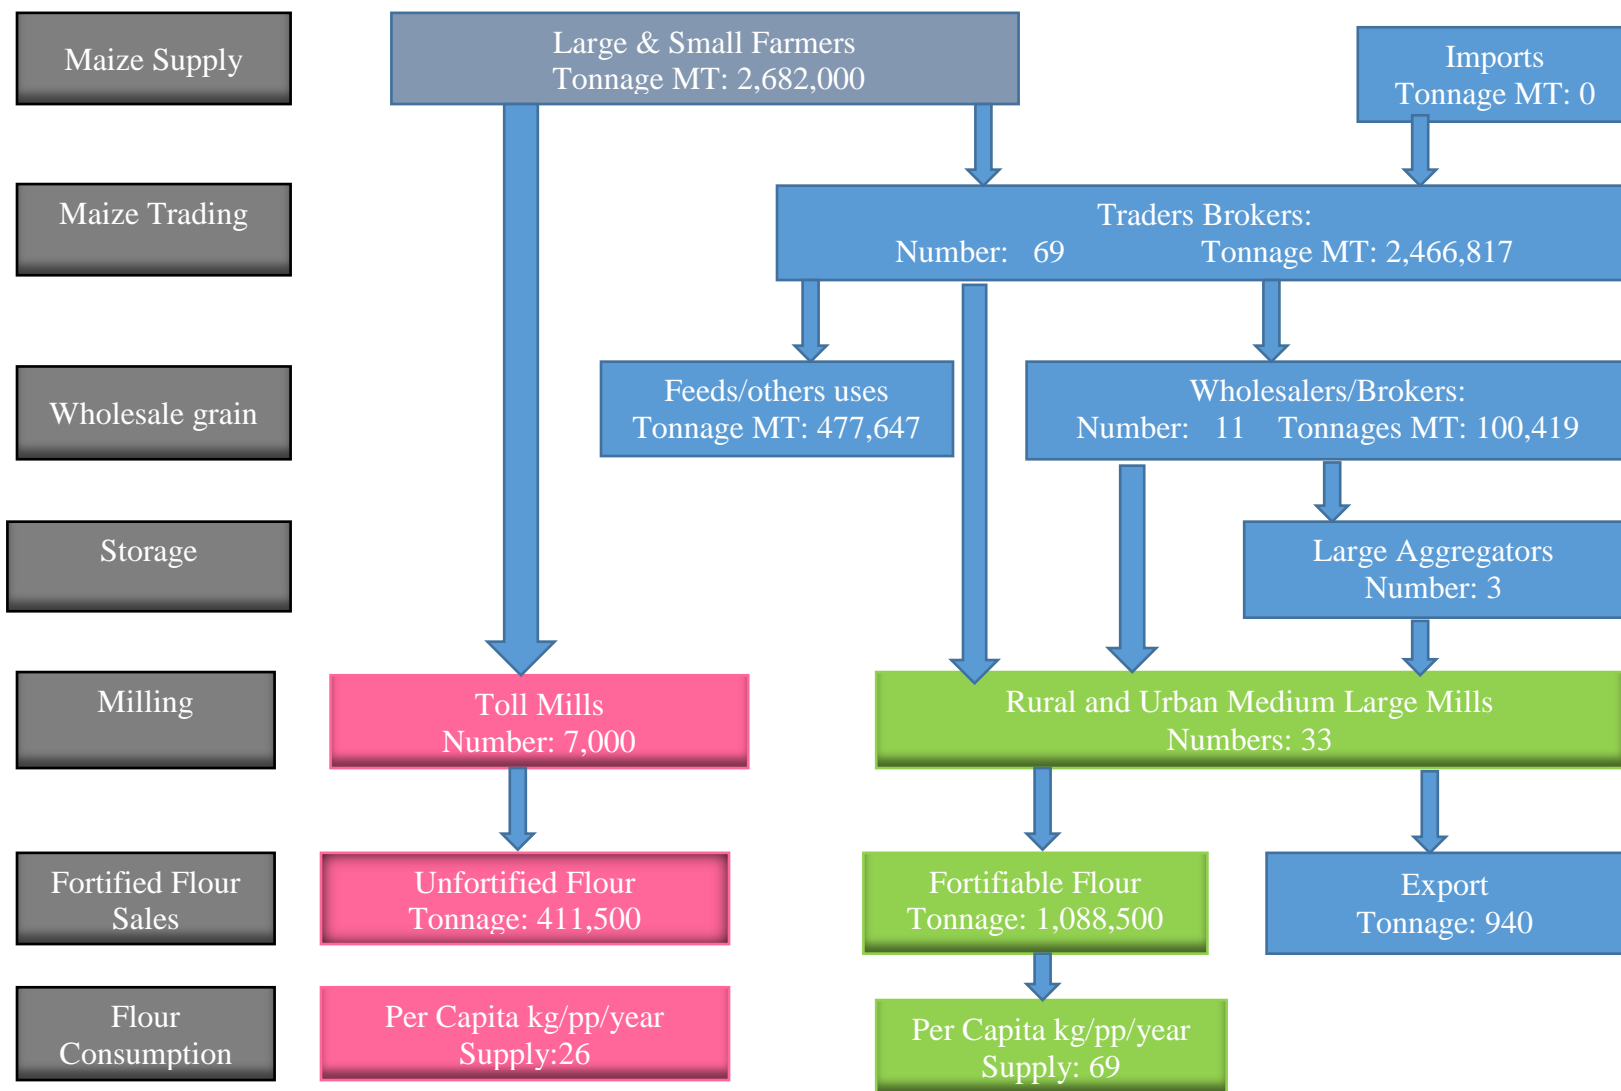 Maize Supply
Large & Small Farmers
Tonnage MT: 2,682,000
Imports
Tonnage MT: 0
Maize Trading
Traders Brokers:
Number: 69 Tonnage MT: 2,466,817
Wholesale grain
Feeds/others uses
Tonnage MT: 477,647
Wholesalers/Brokers:
Number: 11 Tonnages MT: 100,419
Storage
Large Aggregators
Number: 3
Milling
Toll Mills
Number: 7,000
Rural and Urban Medium Large Mills
Numbers: 33
Fortified Flour
Sales
Unfortified Flour
Tonnage: 411,500
Fortifiable Flour
Tonnage: 1,088,500
Export
Tonnage: 940
Flour
Consumption
Per Capita kg/pp/year
Supply:26
Per Capita kg/pp/year
Supply: 69